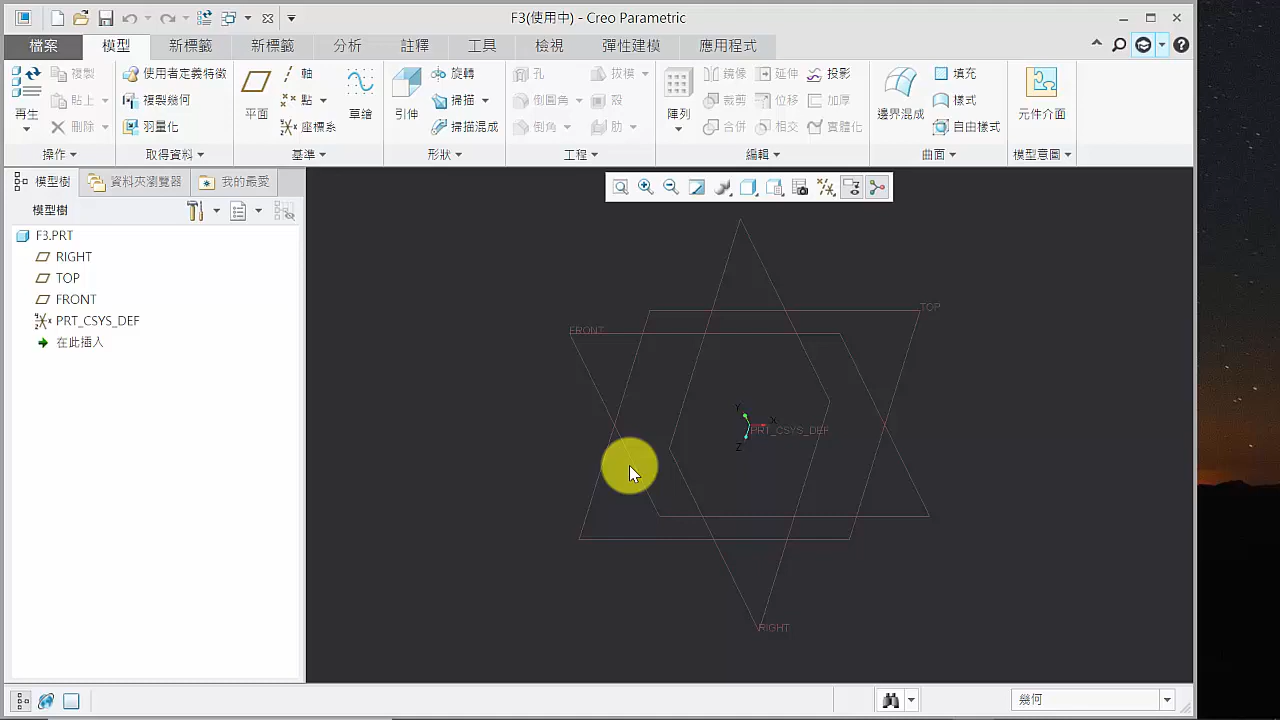 F3(使用中) - Creo Parametric
檔案 模型 新標籤 新標籤 分析 註釋 工具 檢視 彈性建模 應用程式
複製 使用者定義特徵 軸 旋轉 孔 拔模 鏡像 延伸 投影 填充
再生 貼上 複製幾何 平面 點 草繪 引伸 掃描 倒圓角 殼 陣列 裁剪 位移 加厚 邊界混成 樣式 元件介面
刪除 羽量化 座標系 掃描混成 倒角 肋 合併 相交 實體化 自由樣式
操作 取得資料 基準 形狀 工程 編輯 曲面 模型意圖
模型樹 資料夾瀏覽器 我的最愛
模型樹
F3.PRT
RIGHT
TOP
FRONT
PRT_CSYS_DEF
在此插入
TOP
FRONT
Y
X
PRT_CSYS_DEF
Z
RIGHT
幾何